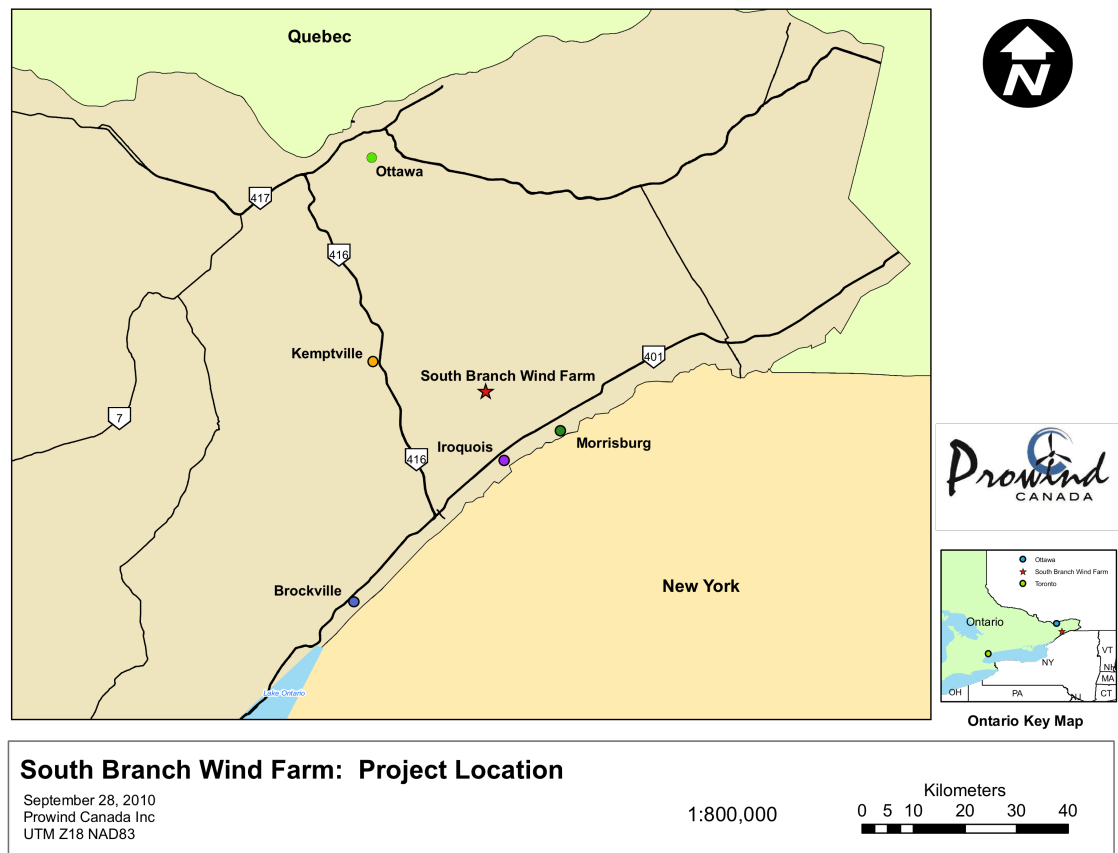 Quebec
N
Ottawa
417
416
Kemptville
401
South Branch Wind Farm
7
Iroquois
Morrisburg
416
Prowind
CANADA
Brockville
New York
Lake Ontario
Ottawa
South Branch Wind Farm
Toronto
Ontario
VT
NY
NH
MA
OH
PA
NJ
CT
Ontario Key Map
South Branch Wind Farm: Project Location
September 28, 2010
Prowind Canada Inc
UTM Z18 NAD83
1:800,000
Kilometers
0 5 10 20 30 40